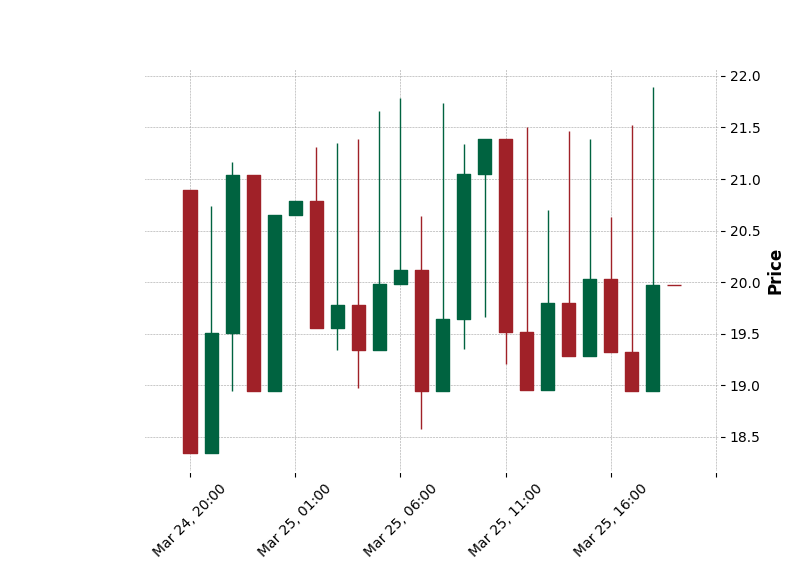 22.0
21.5
21.0
20.5
20.0
19.5
19.0
18.5
Price
Mar 24, 20:00
Mar 25, 01:00
Mar 25, 06:00
Mar 25, 11:00
Mar 25, 16:00